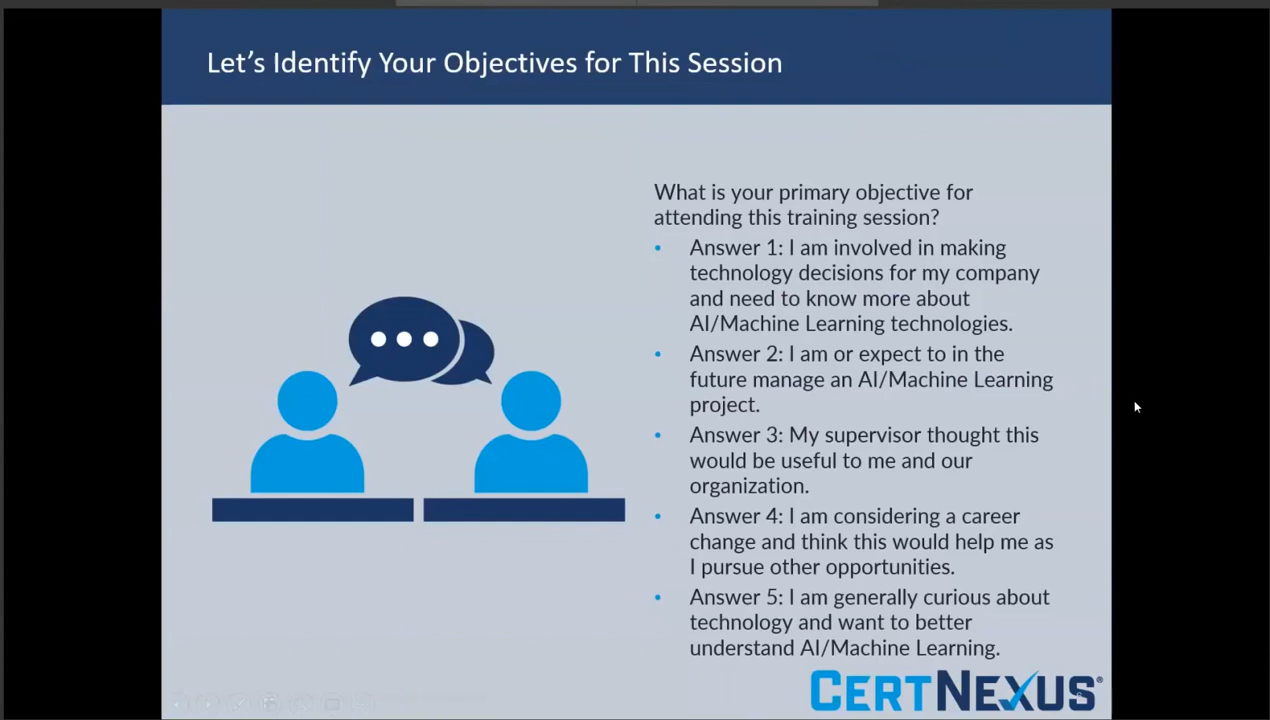 Let's Identify Your Objectives for This Session
What is your primary objective for
attending this training session?
• Answer 1: I am involved in making
technology decisions for my company
and need to know more about
AI/Machine Learning technologies.
• Answer 2: I am or expect to in the
future manage an AI/Machine Learning
project.
• Answer 3: My supervisor thought this
would be useful to me and our
organization.
• Answer 4: I am considering a career
change and think this would help me as
I pursue other opportunities.
• Answer 5: I am generally curious about
technology and want to better
understand AI/Machine Learning.
CERTNEXUS®